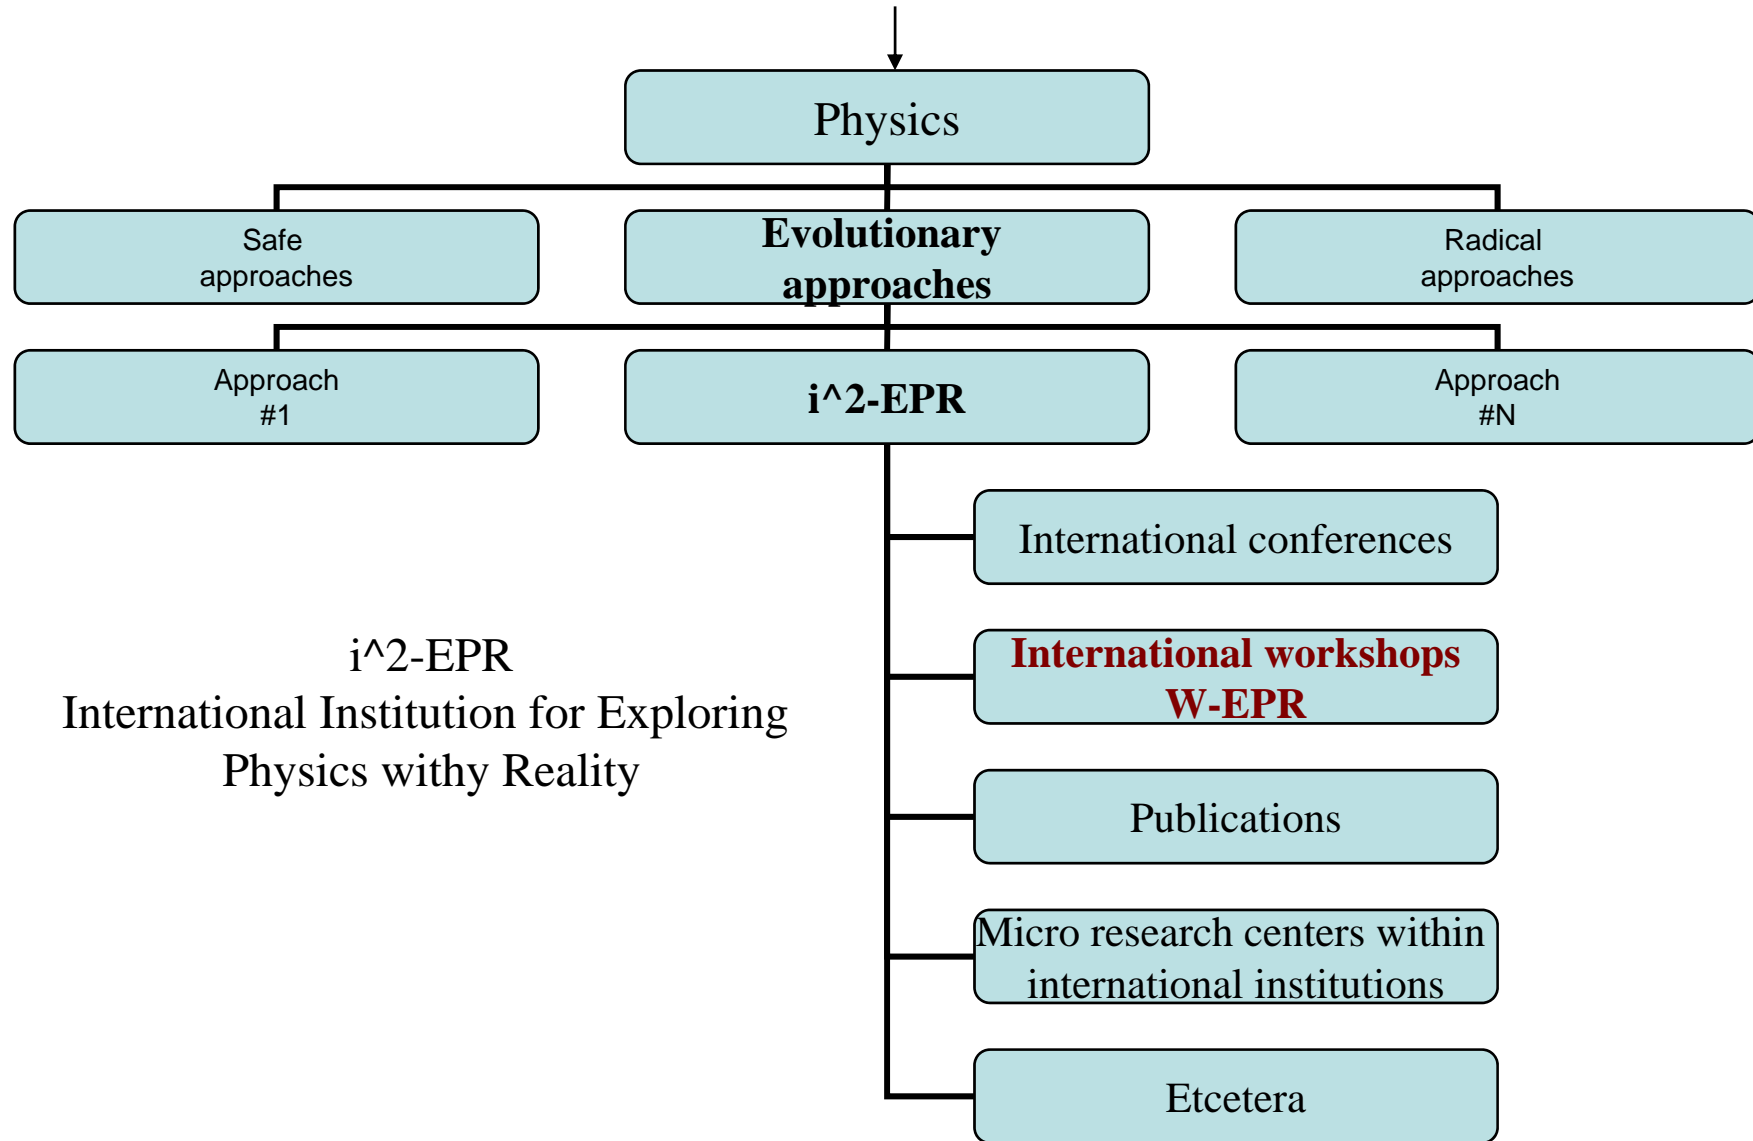 Physics
Safe
approaches
Evolutionary
approaches
Radical
approaches
Approach
#1
i^2-EPR
Approach
#N
International conferences
International workshops
W-EPR
i^2-EPR
International Institution for Exploring
Physics withy Reality
Publications
Micro research centers within
international institutions
Etcetera